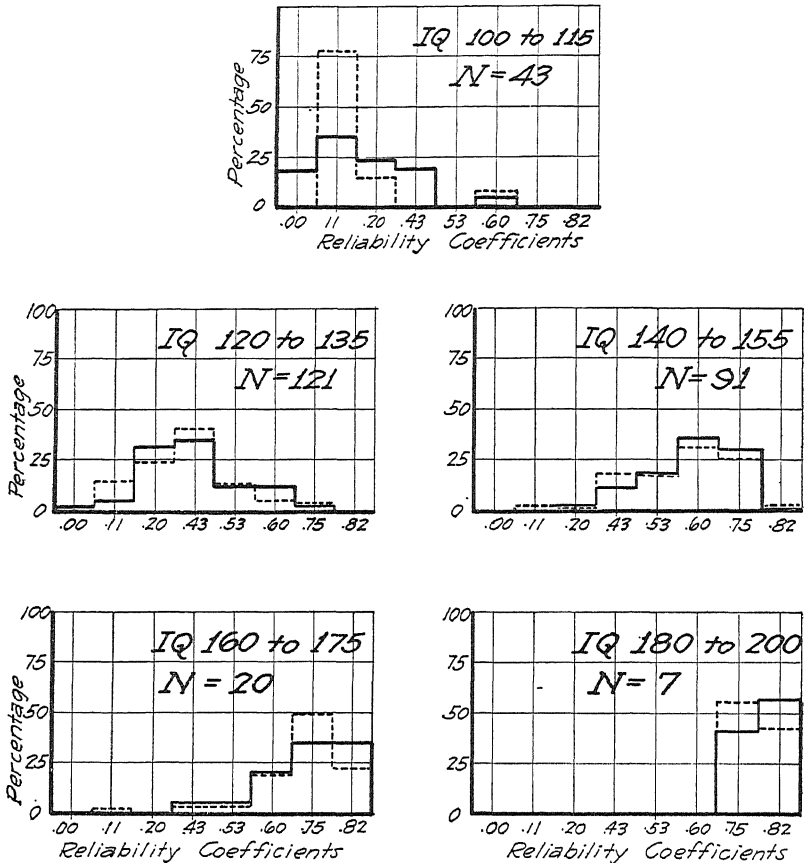 IQ 100 to 115
N=43
Percentage
75
50
25
0
.00 .11 .20 .43 .53 .60 .75 .82
Reliability Coefficients
IQ 120 to 135
N=121
Percentage
100
75
50
25
0
.00 .11 .20 .43 .53 .60 .75 .82
IQ 140 to 155
N=91
100
75
50
25
0
.00 .11 .20 .43 .53 .60 .75 .82
IQ 160 to 175
N = 20
Percentage
100
75
50
25
0
.00 .11 .20 .43 .53 .60 .75 .82
Reliability Coefficients
IQ 180 to 200
N= 7
100
75
.50
25
0
.00 .11 .20 .43 .53 .60 .75 .82
Reliability Coefficients